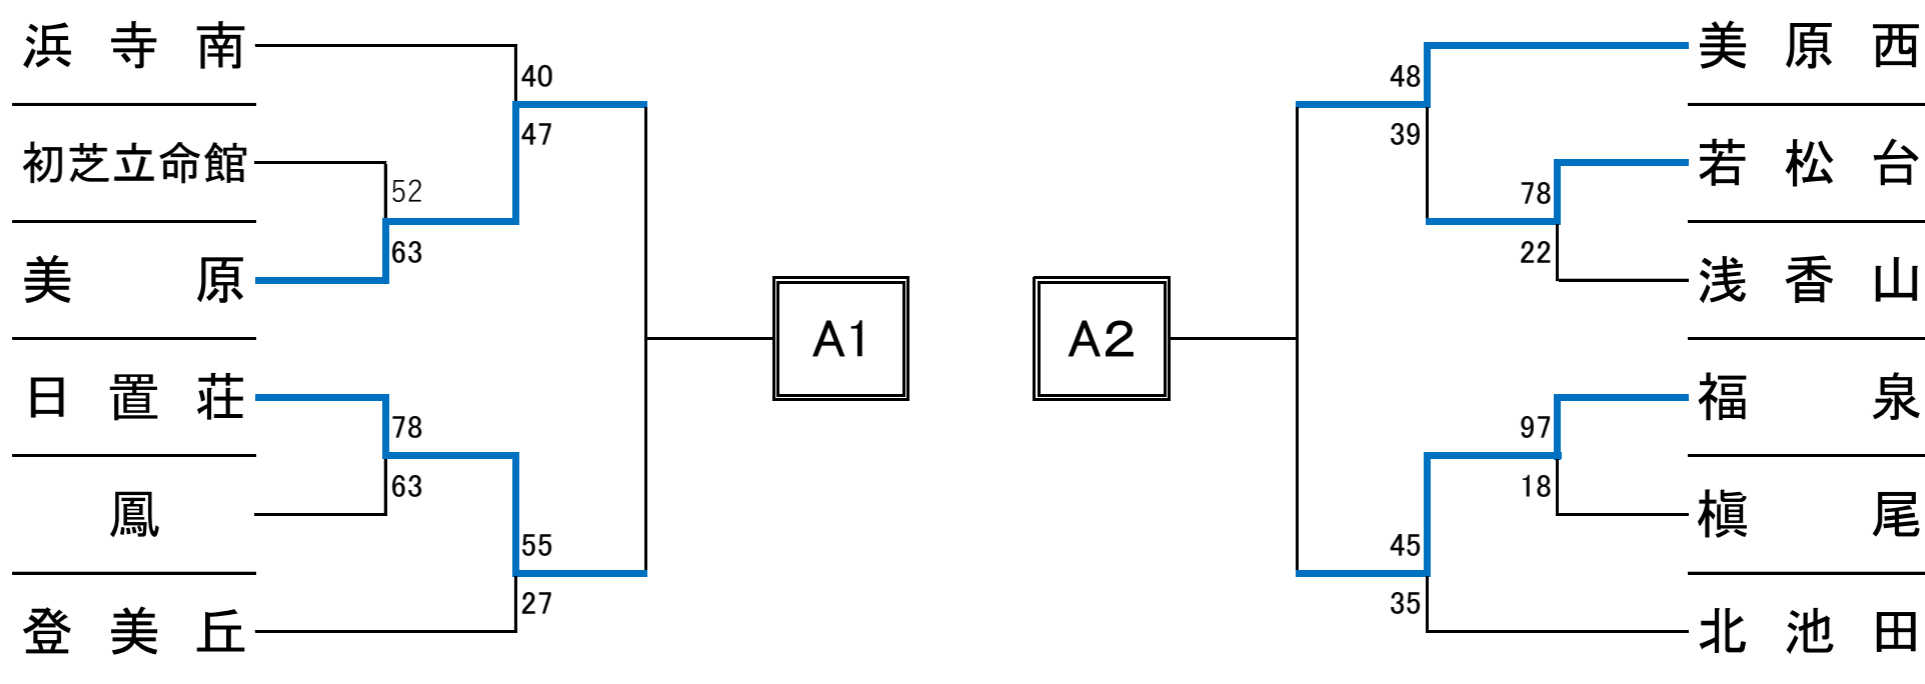 浜寺南
40
47
初芝立命館
52
63
美原
日置荘
78
63
鳳
55
27
登美丘
A1
A2
美原西
48
39
若松台
78
22
浅香山
福泉
97
18
槇尾
45
35
北池田